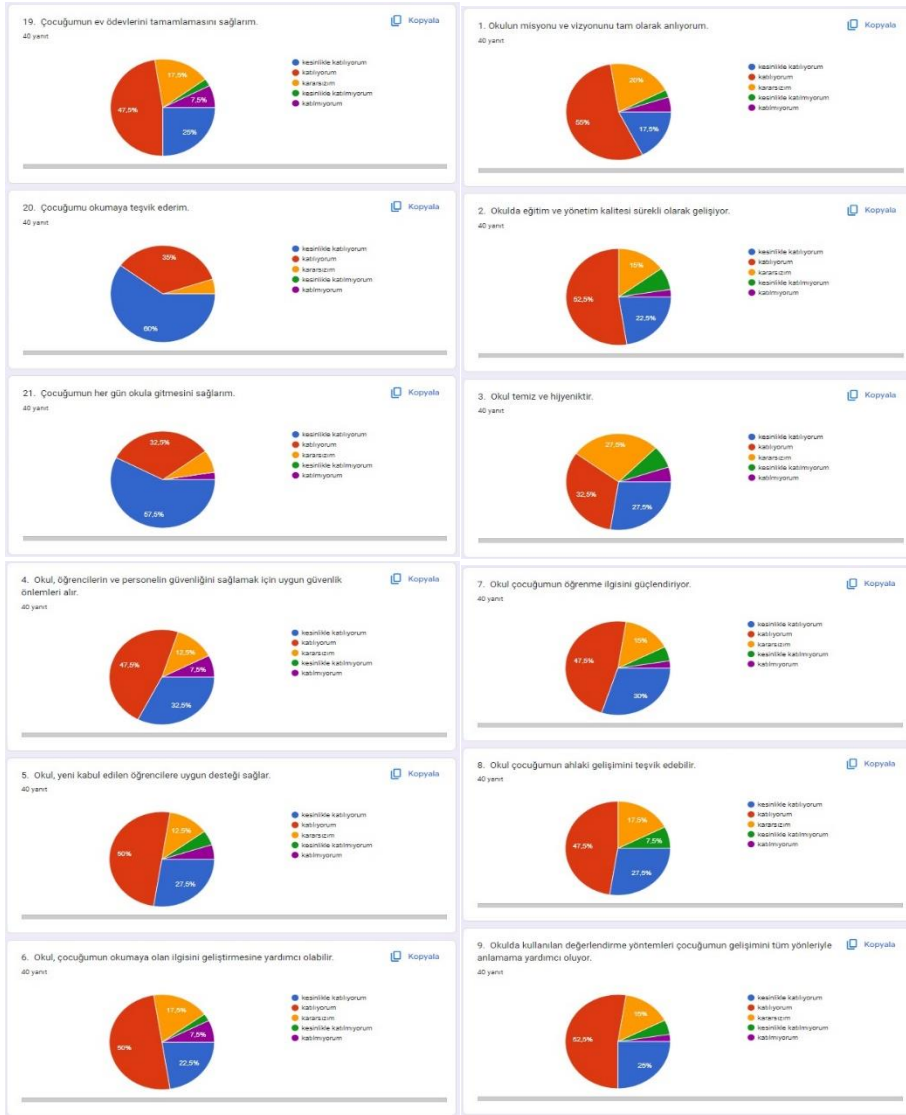 19. Çocuğumun ev ödevlerini tamamlamasını sağlarım.
Kopyala
40 yanıt
kesinlikle katılıyorum
katılıyorum
kararsızım
kesinlikle katılmıyorum
katılmıyorum
17,5%
47,5%
7,5%
25%
20. Çocuğumu okumaya teşvik ederim.
Kopyala
40 yanıt
kesinlikle katılıyorum
katılıyorum
kararsızım
kesinlikle katılmıyorum
katılmıyorum
35%
60%
21. Çocuğumun her gün okula gitmesini sağlarım.
Kopyala
40 yanıt
kesinlikle katılıyorum
katılıyorum
kararsızım
kesinlikle katılmıyorum
katılmıyorum
32,5%
57,5%
1. Okulun misyonu ve vizyonunu tam olarak anlıyorum.
Kopyala
40 yanıt
kesinlikle katılıyorum
katılıyorum
kararsızım
kesinlikle katılmıyorum
katılmıyorum
20%
55%
17,5%
2. Okulda eğitim ve yönetim kalitesi sürekli olarak gelişiyor.
Kopyala
40 yanıt
kesinlikle katılıyorum
katılıyorum
kararsızım
kesinlikle katılmıyorum
katılmıyorum
15%
52,5%
22,5%
3. Okul temiz ve hijyeniktir.
Kopyala
40 yanıt
kesinlikle katılıyorum
katılıyorum
kararsızım
kesinlikle katılmıyorum
katılmıyorum
27,5%
32,5%
27,5%
4. Okul, öğrencilerin ve personelin güvenliğini sağlamak için uygun güvenlik
önlemleri alır.
Kopyala
40 yanıt
kesinlikle katılıyorum
katılıyorum
kararsızım
kesinlikle katılmıyorum
katılmıyorum
12,5%
47,5%
7,5%
32,5%
5. Okul, yeni kabul edilen öğrencilere uygun desteği sağlar.
Kopyala
40 yanıt
kesinlikle katılıyorum
katılıyorum
kararsızım
kesinlikle katılmıyorum
katılmıyorum
12,5%
50%
27,5%
6. Okul, çocuğumun okumaya olan ilgisini geliştirmesine yardımcı olabilir.
Kopyala
40 yanıt
kesinlikle katılıyorum
katılıyorum
kararsızım
kesinlikle katılmıyorum
katılmıyorum
17,5%
50%
7,5%
22,5%
7. Okul çocuğumun öğrenme ilgisini güçlendiriyor.
Kopyala
40 yanıt
kesinlikle katılıyorum
katılıyorum
kararsızım
kesinlikle katılmıyorum
katılmıyorum
15%
47,5%
30%
8. Okul çocuğumun ahlaki gelişimini teşvik edebilir.
Kopyala
40 yanıt
kesinlikle katılıyorum
katılıyorum
kararsızım
kesinlikle katılmıyorum
katılmıyorum
17,5%
47,5%
7,5%
27,5%
9. Okulda kullanılan değerlendirme yöntemleri çocuğumun gelişimini tüm yönleriyle
anlamama yardımcı oluyor.
Kopyala
40 yanıt
kesinlikle katılıyorum
katılıyorum
kararsızım
kesinlikle katılmıyorum
katılmıyorum
15%
52,5%
25%